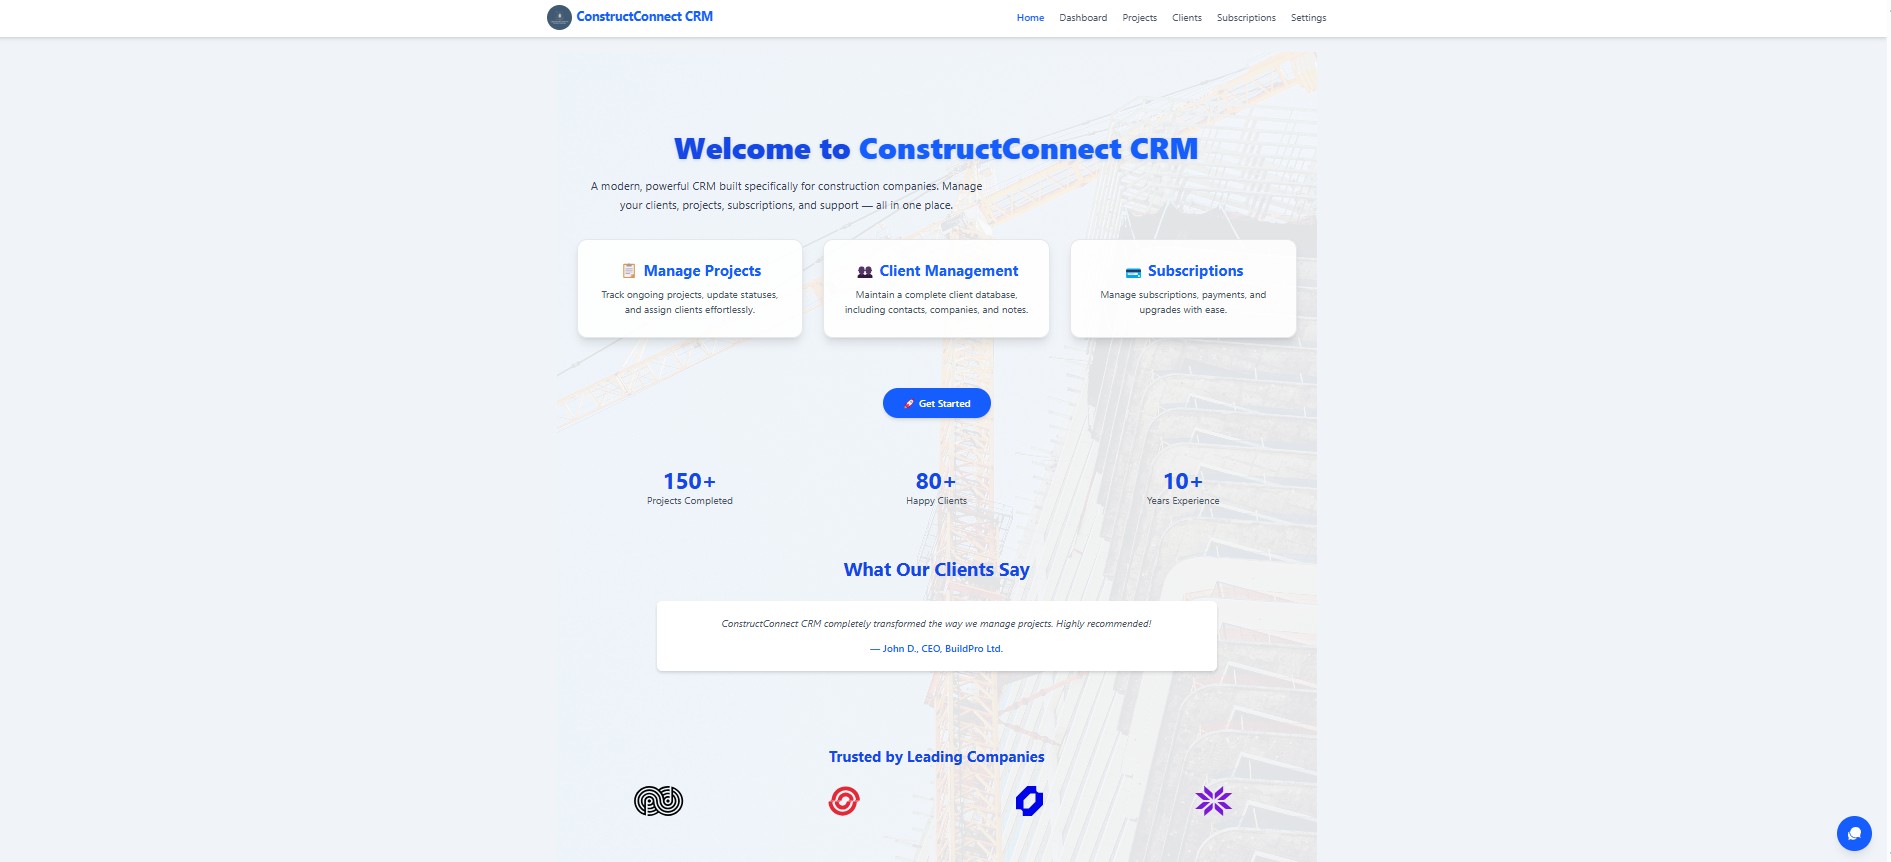 ConstructConnect CRM
Home Dashboard Projects Clients Subscriptions Settings
Welcome to ConstructConnect CRM
A modern, powerful CRM built specifically for construction companies. Manage
your clients, projects, subscriptions, and support — all in one place.
Manage Projects
Track ongoing projects, update statuses,
and assign clients effortlessly.
Client Management
Maintain a complete client database,
including contacts, companies, and notes.
Subscriptions
Manage subscriptions, payments, and
upgrades with ease.
Get Started
150+
Projects Completed
80+
Happy Clients
10+
Years Experience
What Our Clients Say
ConstructConnect CRM completely transformed the way we manage projects. Highly recommended!
— John D., CEO, BuildPro Ltd.
Trusted by Leading Companies